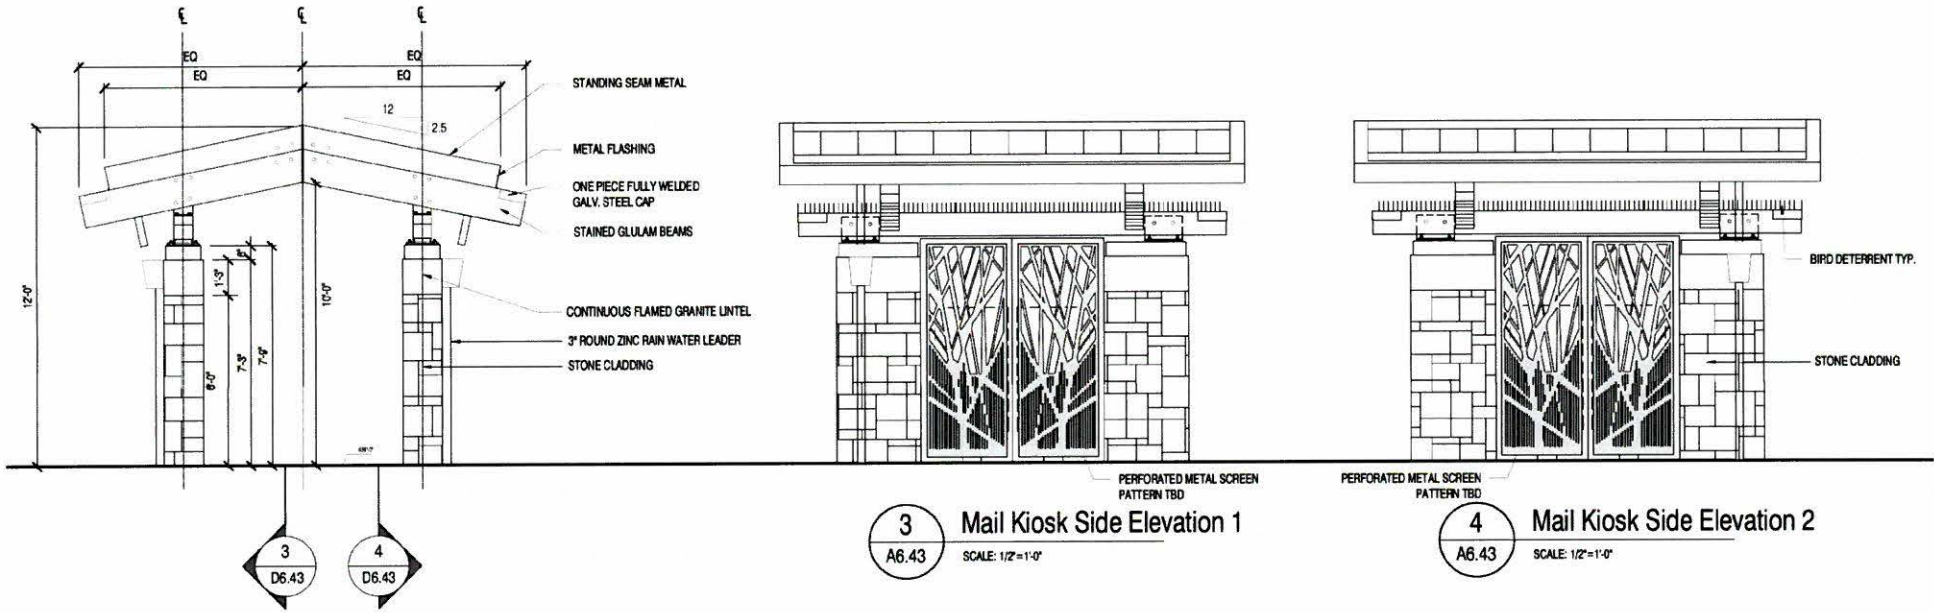 ℄ ℄ ℄
EQ EQ
EQ EQ
12
2.5
STANDING SEAM METAL
METAL FLASHING
ONE PIECE FULLY WELDED
GALV. STEEL CAP
STAINED GLULAM BEAMS
CONTINUOUS FLAMED GRANITE LINTEL
3" ROUND ZINC RAIN WATER LEADER
STONE CLADDING
12'-0"
6"
1'-3"
6'-0"
7'-3"
7'-9"
10'-0"
3
D6.43
4
D6.43
PERFORATED METAL SCREEN
PATTERN TBD
3
A6.43
Mail Kiosk Side Elevation 1
SCALE: 1/2"=1'-0"
BIRD DETERRENT TYP.
STONE CLADDING
PERFORATED METAL SCREEN
PATTERN TBD
4
A6.43
Mail Kiosk Side Elevation 2
SCALE: 1/2"=1'-0"